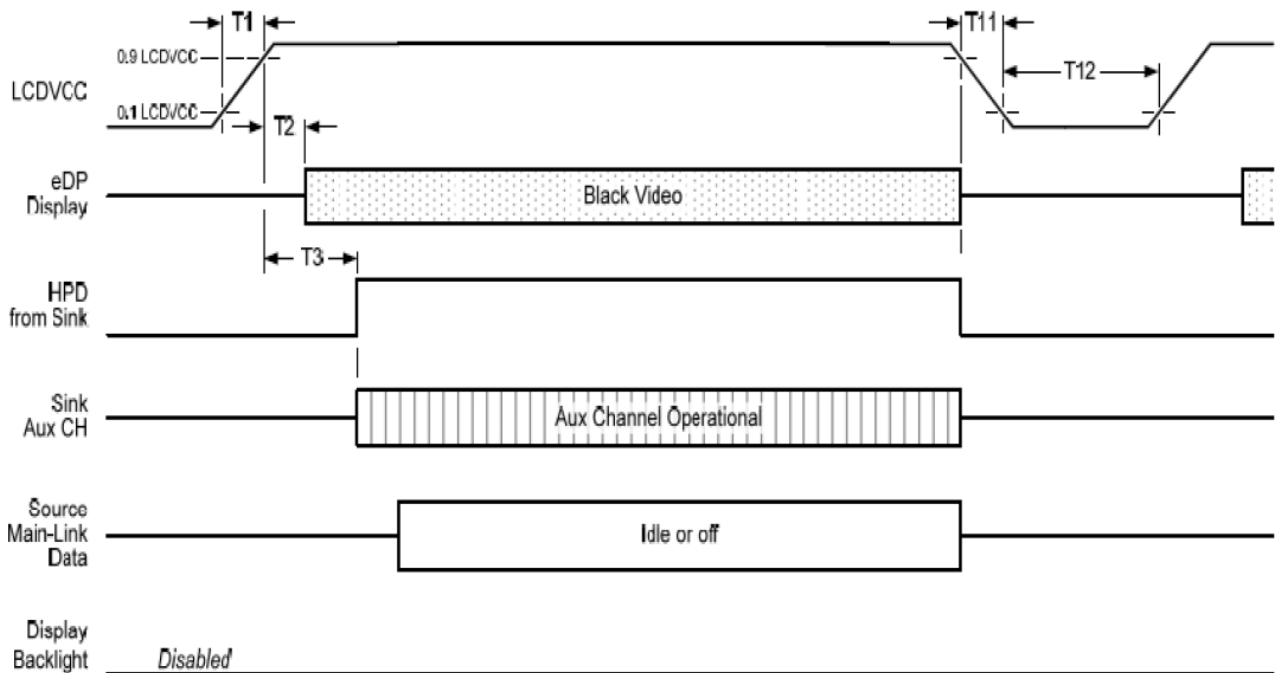 T1
T11
0.9 LCDVCC
LCDVCC
T12
0.1 LCDVCC
T2
eDP
Display
Black Video
T3
HPD
from Sink
Sink
Aux CH
Aux Channel Operational
Source
Main-Link
Data
Idle or off
Display
Backlight
Disabled